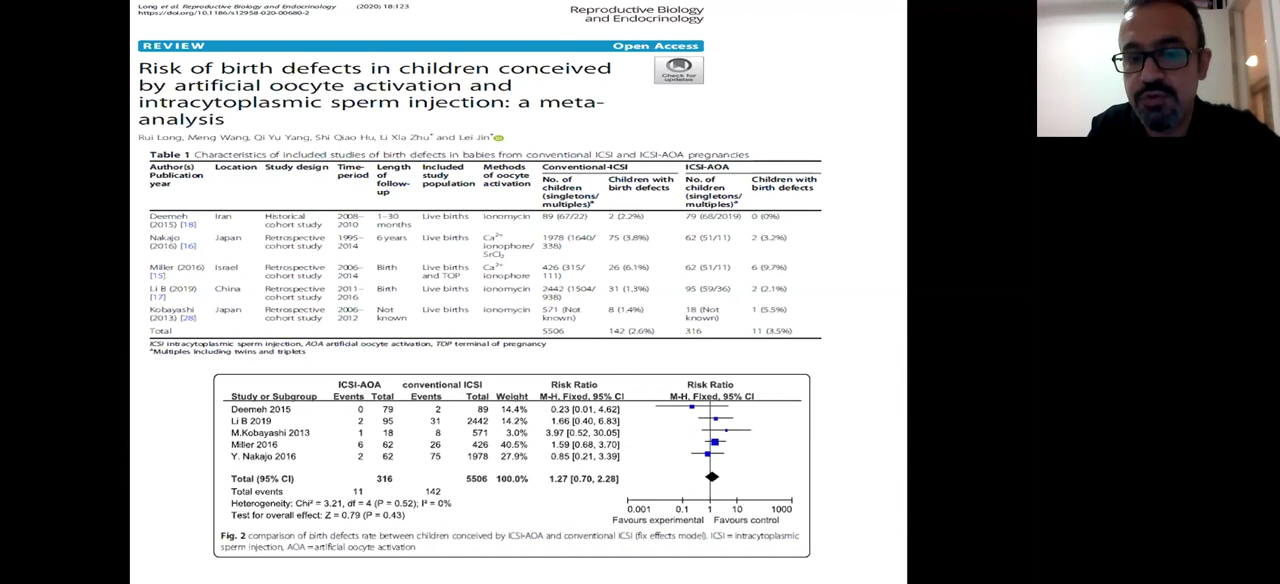 Long et al. Reproductive Biology and Endocrinology (2020) 18:123
https://doi.org/10.1186/s12958-020-00680-2
Reproductive Biology
and Endocrinology
REVIEW Open Access
Risk of birth defects in children conceived
by artificial oocyte activation and
intracytoplasmic sperm injection: a meta-
analysis
Check for
updates
Rui Long, Meng Wang, Qi Yu Yang, Shi Qiao Hu, Li Xia Zhu* and Lei Jin*
Table 1 Characteristics of included studies of birth defects in babies from conventional ICSI and ICSI-AOA pregnancies
Author(s) Location Study design Time- Length Included Methods Conventional-ICSI ICSI-AOA
Publication period of study of oocyte No. of Children with No. of Children with
year follow- population activation children birth defects children birth defects
up (singletons/ (singletons/
multiples)ᵃ multiples)ᵃ
Deemeh Iran Historical 2008– 1–30 Live births ionomycin 89 (67/22) 2 (2.2%) 79 (68/2019) 0 (0%)
(2015) [18] cohort study 2010 months
Nakajo Japan Retrospective 1995– 6 years Live births Ca²⁺ 1978 (1640/ 75 (3.8%) 62 (51/11) 2 (3.2%)
(2016) [16] cohort study 2014 ionophore/ 338)
SrCl₂
Miller (2016) Israel Retrospective 2006– Birth Live births Ca²⁺ 426 (315/ 26 (6.1%) 62 (51/11) 6 (9.7%)
[15] cohort study 2014 and TOP ionophore 111)
Li B (2019) China Retrospective 2011– Birth Live births ionomycin 2442 (1504/ 31 (1.3%) 95 (59/36) 2 (2.1%)
[17] cohort study 2016 938)
Kobayashi Japan Retrospective 2006– Not Live births ionomycin 571 (Not 8 (1.4%) 18 (Not 1 (5.5%)
(2013) [28] cohort study 2012 known known) known)
Total 5506 142 (2.6%) 316 11 (3.5%)
ICSI intracytoplasmic sperm injection, AOA artificial oocyte activation, TOP terminal of pregnancy
ᵃMultiples including twins and triplets
ICSI-AOA conventional ICSI Risk Ratio Risk Ratio
Study or Subgroup Events Total Events Total Weight M-H, Fixed, 95% CI M-H, Fixed, 95% CI
Deemeh 2015 0 79 2 89 14.4% 0.23 [0.01, 4.62]
Li B 2019 2 95 31 2442 14.2% 1.66 [0.40, 6.83]
M.Kobayashi 2013 1 18 8 571 3.0% 3.97 [0.52, 30.05]
Miller 2016 6 62 26 426 40.5% 1.59 [0.68, 3.70]
Y. Nakajo 2016 2 62 75 1978 27.9% 0.85 [0.21, 3.39]
Total (95% CI) 316 5506 100.0% 1.27 [0.70, 2.28]
Total events 11 142
Heterogeneity: Chi² = 3.21, df = 4 (P = 0.52); I² = 0%
Test for overall effect: Z = 0.79 (P = 0.43)
0.001 0.1 1 10 1000
Favours experimental Favours control
Fig. 2 comparison of birth defects rate between children conceived by ICSI-AOA and conventional ICSI (fix effects model). ICSI = intracytoplasmic
sperm injection, AOA = artificial oocyte activation